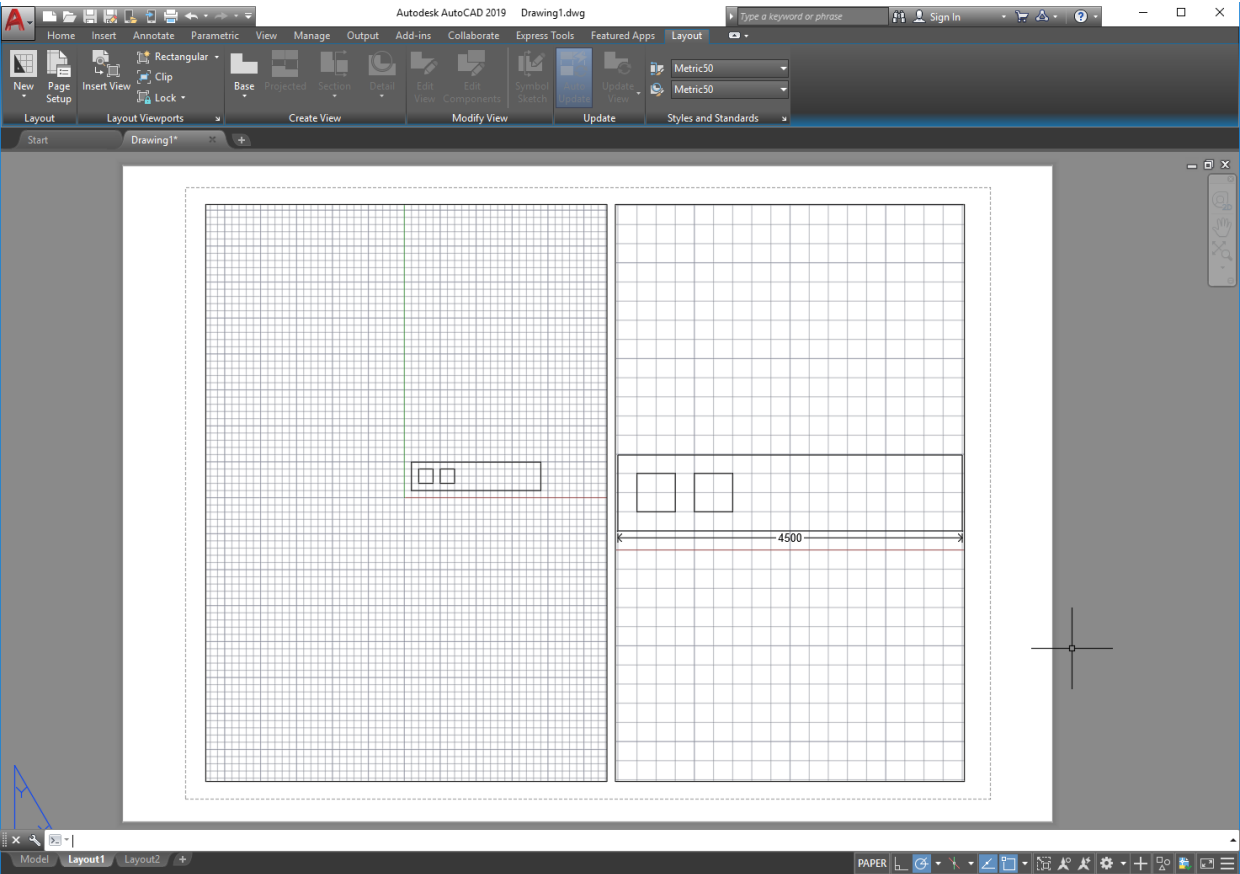 Autodesk AutoCAD 2019 Drawing1.dwg
Type a keyword or phrase
Sign In
Home Insert Annotate Parametric View Manage Output Add-ins Collaborate Express Tools Featured Apps Layout
Rectangular
Clip
Lock
New
Page Setup
Insert View
Base
Projected
Section
Detail
Edit View
Edit Components
Symbol Sketch
Auto Update
Update View
Metric50
Metric50
Layout Layout Viewports Create View Modify View Update Styles and Standards
Start Drawing1*
4500
Y
Model Layout1 Layout2
PAPER